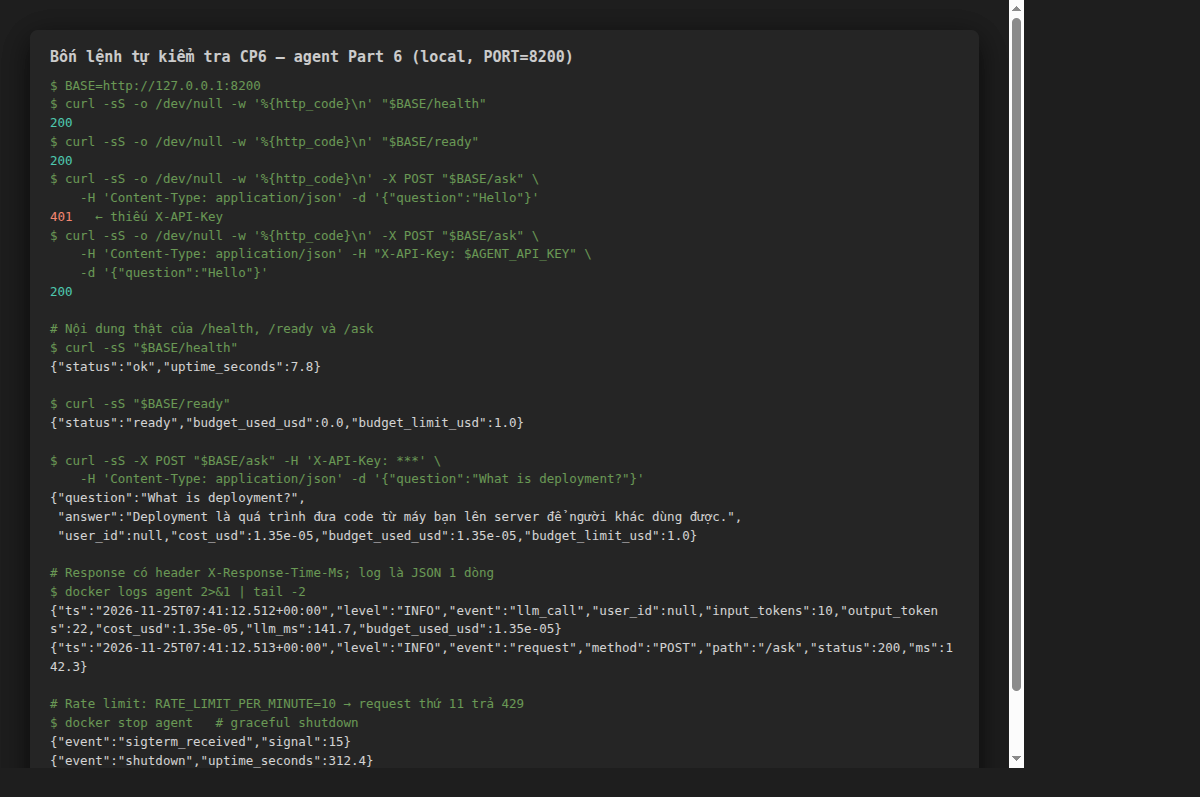 Bốn lệnh tự kiểm tra CP6 — agent Part 6 (local, PORT=8200)
$ BASE=http://127.0.0.1:8200
$ curl -sS -o /dev/null -w '%{http_code}\n' "$BASE/health"
200
$ curl -sS -o /dev/null -w '%{http_code}\n' "$BASE/ready"
200
$ curl -sS -o /dev/null -w '%{http_code}\n' -X POST "$BASE/ask" \
    -H 'Content-Type: application/json' -d '{"question":"Hello"}'
401   ← thiếu X-API-Key
$ curl -sS -o /dev/null -w '%{http_code}\n' -X POST "$BASE/ask" \
    -H 'Content-Type: application/json' -H "X-API-Key: $AGENT_API_KEY" \
    -d '{"question":"Hello"}'
200
# Nội dung thật của /health, /ready và /ask
$ curl -sS "$BASE/health"
{"status":"ok","uptime_seconds":7.8}
$ curl -sS "$BASE/ready"
{"status":"ready","budget_used_usd":0.0,"budget_limit_usd":1.0}
$ curl -sS -X POST "$BASE/ask" -H 'X-API-Key: ***' \
    -H 'Content-Type: application/json' -d '{"question":"What is deployment?"}'
{"question":"What is deployment?",
 "answer":"Deployment là quá trình đưa code từ máy bạn lên server để người khác dùng được.",
 "user_id":null,"cost_usd":1.35e-05,"budget_used_usd":1.35e-05,"budget_limit_usd":1.0}
# Response có header X-Response-Time-Ms; log là JSON 1 dòng
$ docker logs agent 2>&1 | tail -2
{"ts":"2026-11-25T07:41:12.512+00:00","level":"INFO","event":"llm_call","user_id":null,"input_tokens":10,"output_token
s":22,"cost_usd":1.35e-05,"llm_ms":141.7,"budget_used_usd":1.35e-05}
{"ts":"2026-11-25T07:41:12.513+00:00","level":"INFO","event":"request","method":"POST","path":"/ask","status":200,"ms":1
42.3}
# Rate limit: RATE_LIMIT_PER_MINUTE=10 → request thứ 11 trả 429
$ docker stop agent   # graceful shutdown
{"event":"sigterm_received","signal":15}
{"event":"shutdown","uptime_seconds":312.4}